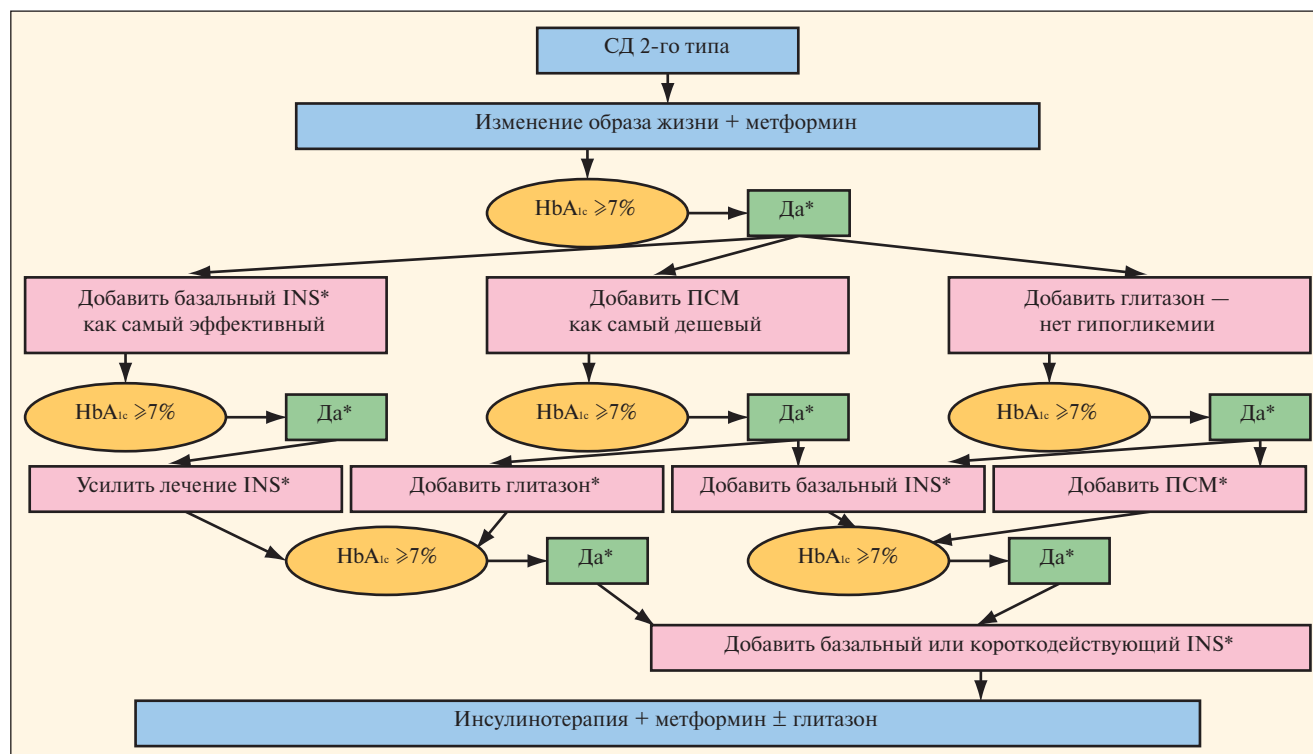 СД 2-го типа
Изменение образа жизни + метформин
HbA1c ⩾7%
Да*
Добавить базальный INS*
как самый эффективный
Добавить ПСМ
как самый дешевый
Добавить глитазон —
нет гипогликемии
HbA1c ⩾7%
Да*
HbA1c ⩾7%
Да*
HbA1c ⩾7%
Да*
Усилить лечение INS*
Добавить глитазон*
Добавить базальный INS*
Добавить ПСМ*
HbA1c ⩾7%
Да*
HbA1c ⩾7%
Да*
Добавить базальный или короткодействующий INS*
Инсулинотерапия + метформин ± глитазон